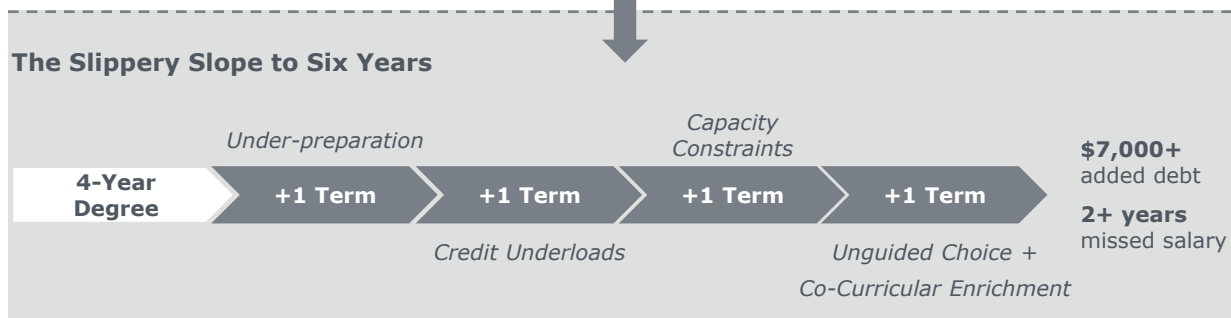 The Slippery Slope to Six Years
Under-preparation
Capacity
Constraints
4-Year
Degree
+1 Term
+1 Term
+1 Term
+1 Term
Credit Underloads
Unguided Choice +
Co-Curricular Enrichment
$7,000+
added debt
2+ years
missed salary